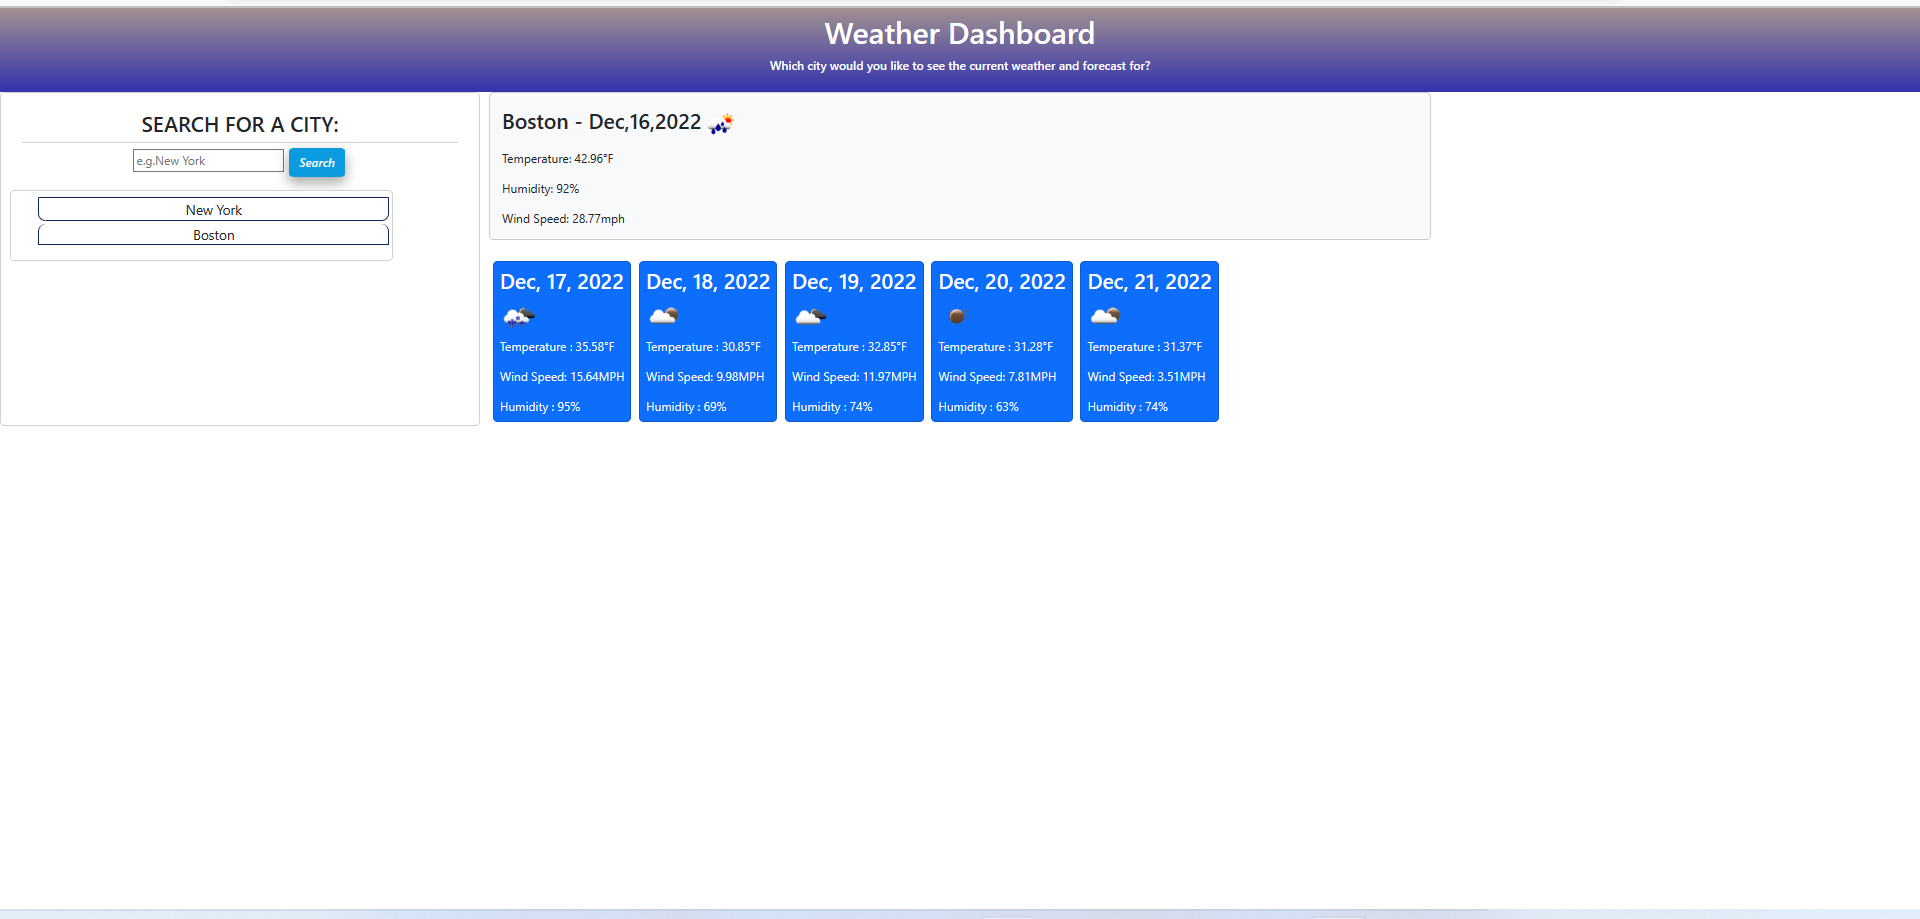 Weather Dashboard
Which city would you like to see the current weather and forecast for?
SEARCH FOR A CITY:
e.g.New York
Search
New York
Boston
Boston - Dec,16,2022
Temperature: 42.96°F
Humidity: 92%
Wind Speed: 28.77mph
Dec, 17, 2022
Temperature : 35.58°F
Wind Speed: 15.64MPH
Humidity : 95%
Dec, 18, 2022
Temperature : 30.85°F
Wind Speed: 9.98MPH
Humidity : 69%
Dec, 19, 2022
Temperature : 32.85°F
Wind Speed: 11.97MPH
Humidity : 74%
Dec, 20, 2022
Temperature : 31.28°F
Wind Speed: 7.81MPH
Humidity : 63%
Dec, 21, 2022
Temperature : 31.37°F
Wind Speed: 3.51MPH
Humidity : 74%